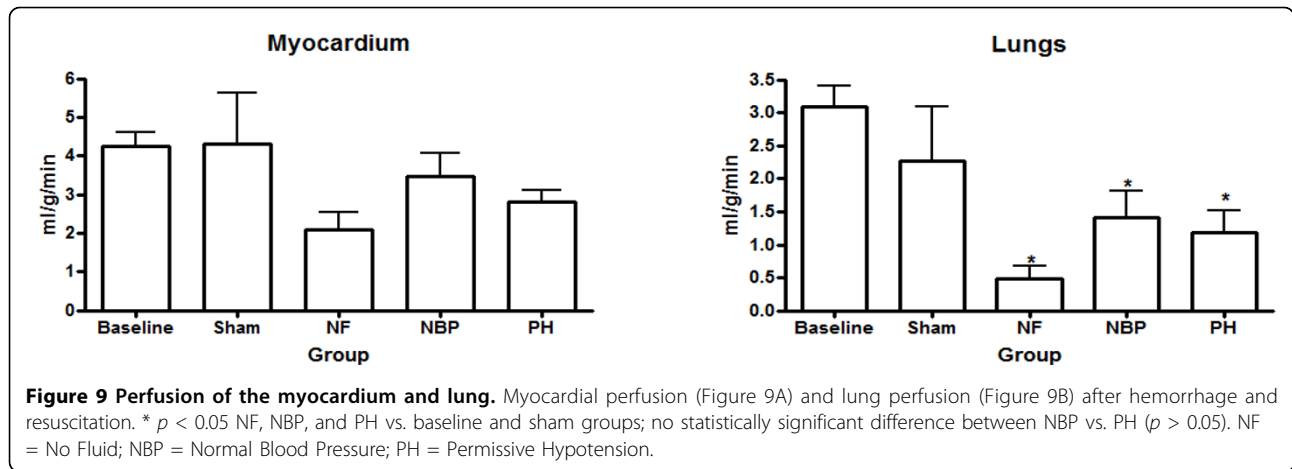 Myocardium
6
5
4
3
2
1
0
ml/g/min
Baseline Sham NF NBP PH
Group
Lungs
3.5
3.0
2.5
2.0
1.5
1.0
0.5
0.0
ml/g/min
* * *
Baseline Sham NF NBP PH
Group
Figure 9 Perfusion of the myocardium and lung. Myocardial perfusion (Figure 9A) and lung perfusion (Figure 9B) after hemorrhage and
resuscitation. * p < 0.05 NF, NBP, and PH vs. baseline and sham groups; no statistically significant difference between NBP vs. PH (p > 0.05). NF
= No Fluid; NBP = Normal Blood Pressure; PH = Permissive Hypotension.